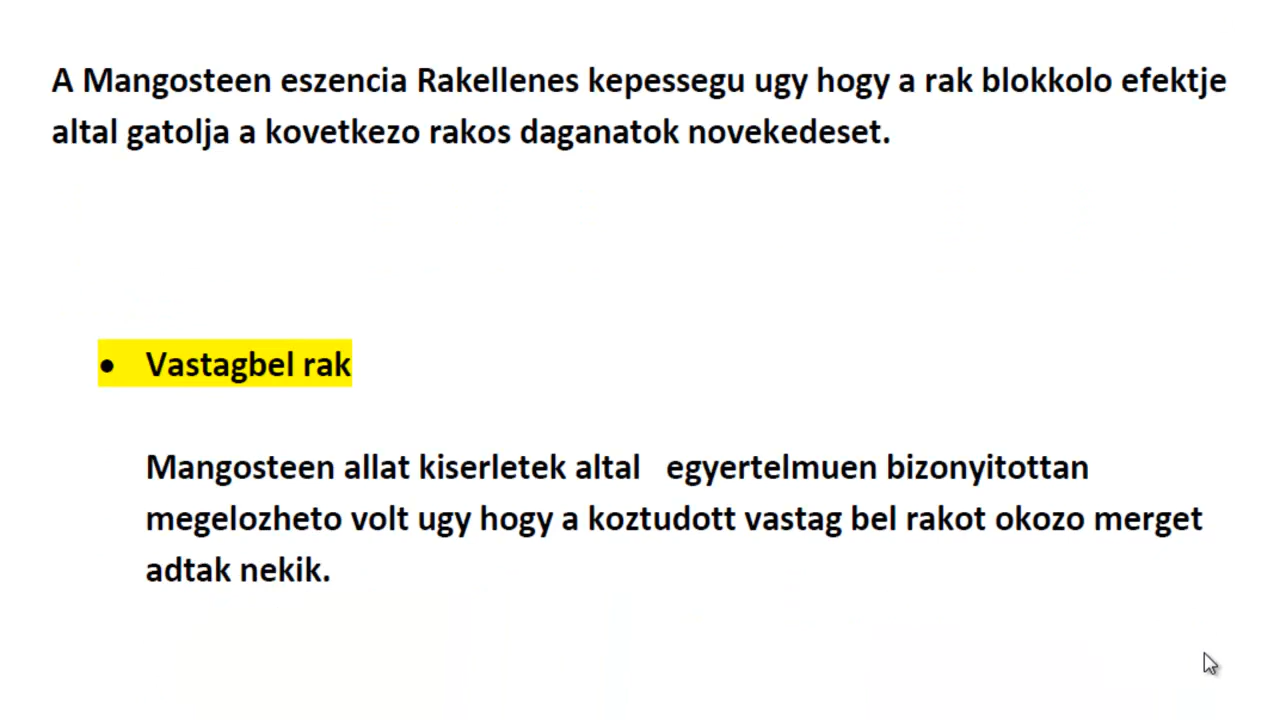 A Mangosteen eszencia Rakellenes kepessegu ugy hogy a rak blokkolo efektje
altal gatolja a kovetkezo rakos daganatok novekedeset.
• Vastagbel rak
Mangosteen allat kiserletek altal egyertelmuen bizonyitottan
megelozheto volt ugy hogy a koztudott vastag bel rakot okozo merget
adtak nekik.